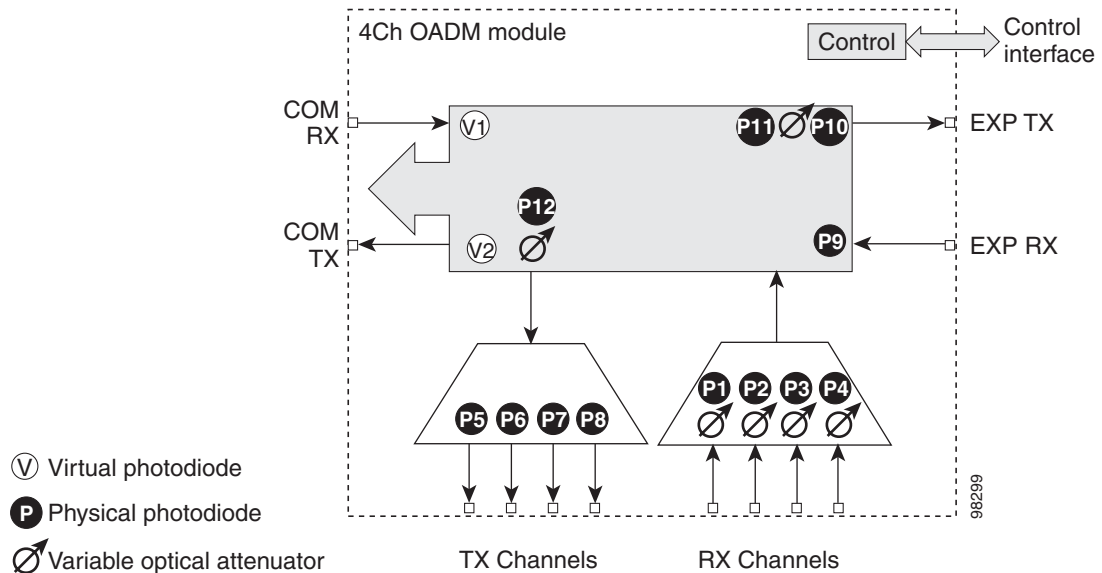 4Ch OADM module
Control
Control
interface
COM
RX
V1
P11
P10
EXP TX
P12
COM
TX
V2
P9
EXP RX
P1
P2
P3
P4
P5
P6
P7
P8
V Virtual photodiode
P Physical photodiode
Variable optical attenuator
TX Channels
RX Channels
98299